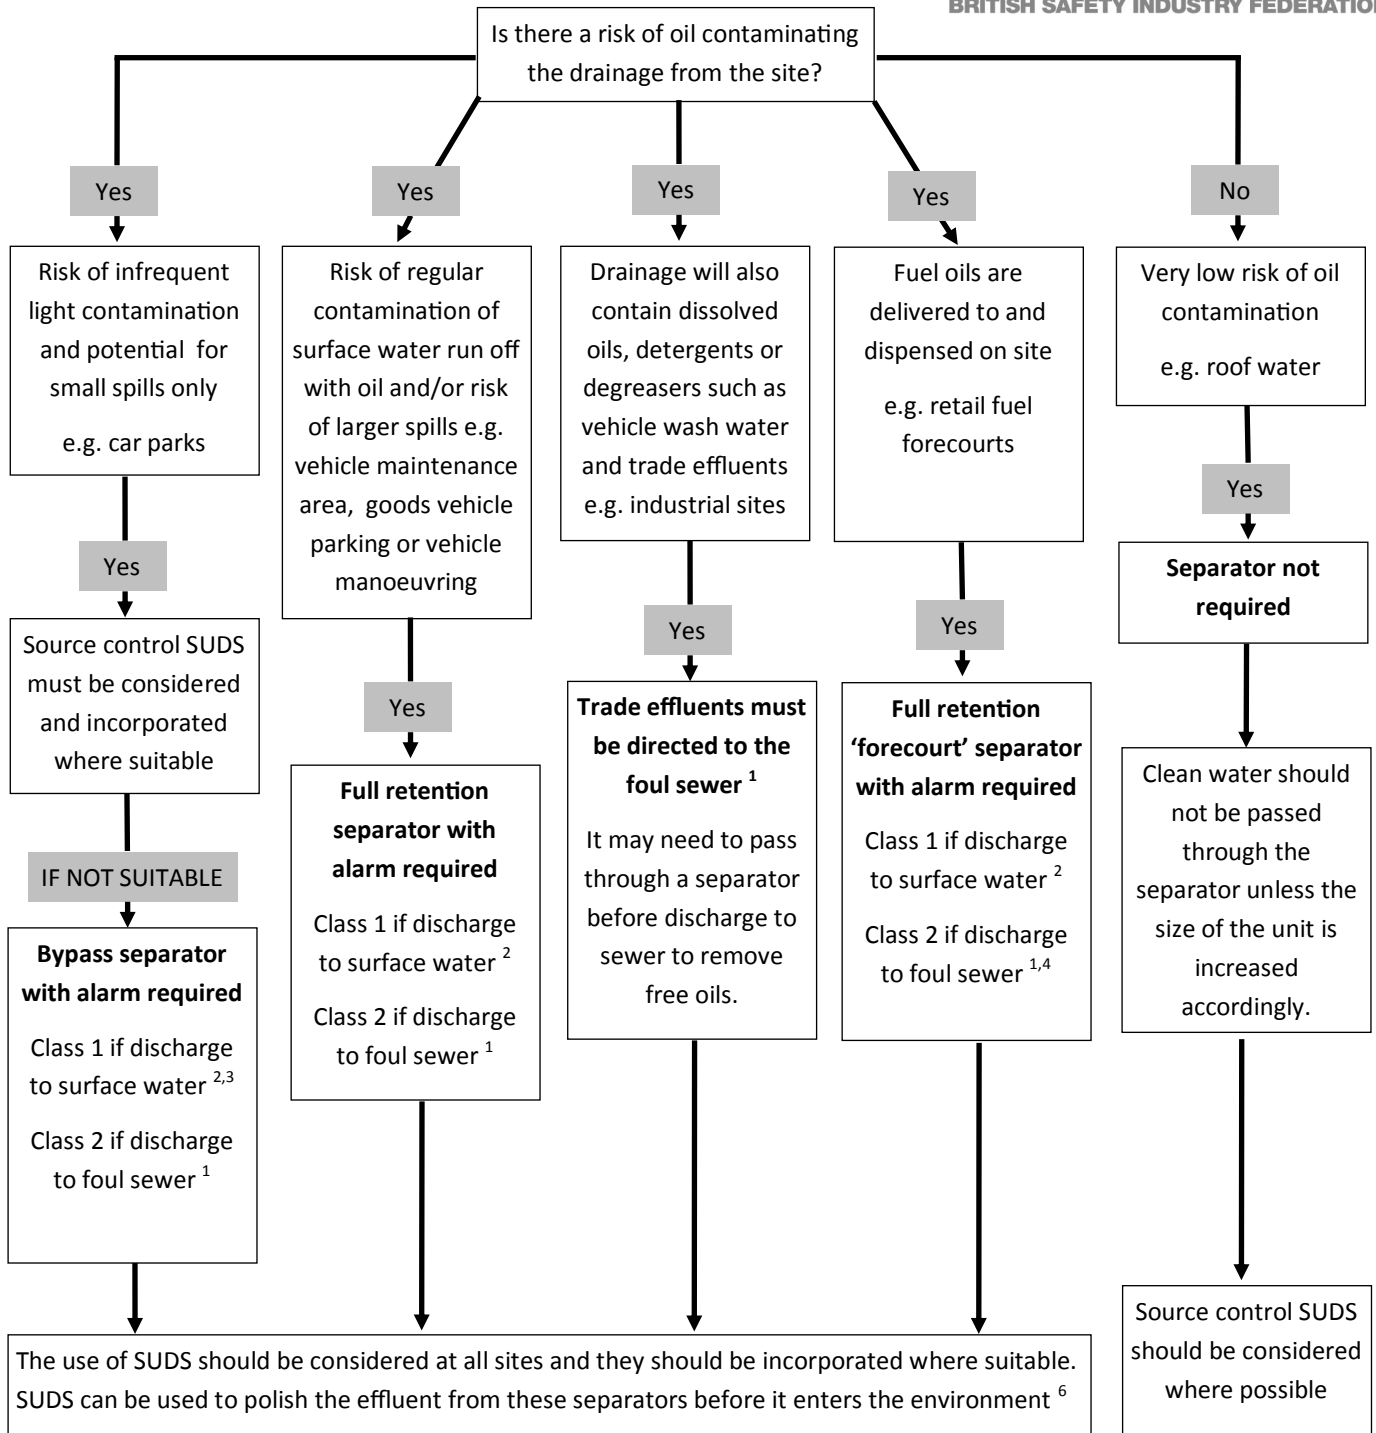 BRITISH SAFETY INDUSTRY FEDERATION
Is there a risk of oil contaminating
the drainage from the site?
Yes
Yes
Yes
Yes
No
Risk of infrequent
light contamination
and potential for
small spills only
e.g. car parks
Risk of regular
contamination of
surface water run off
with oil and/or risk
of larger spills e.g.
vehicle maintenance
area, goods vehicle
parking or vehicle
manoeuvring
Drainage will also
contain dissolved
oils, detergents or
degreasers such as
vehicle wash water
and trade effluents
e.g. industrial sites
Fuel oils are
delivered to and
dispensed on site
e.g. retail fuel
forecourts
Very low risk of oil
contamination
e.g. roof water
Yes
Yes
Yes
Yes
Yes
Source control SUDS
must be considered
and incorporated
where suitable
IF NOT SUITABLE
Bypass separator
with alarm required
Class 1 if discharge
to surface water 2,3
Class 2 if discharge
to foul sewer 1
Full retention
separator with
alarm required
Class 1 if discharge
to surface water 2
Class 2 if discharge
to foul sewer 1
Trade effluents must
be directed to the
foul sewer 1
It may need to pass
through a separator
before discharge to
sewer to remove
free oils.
Full retention
‘forecourt’ separator
with alarm required
Class 1 if discharge
to surface water 2
Class 2 if discharge
to foul sewer 1,4
Separator not
required
Clean water should
not be passed
through the
separator unless the
size of the unit is
increased
accordingly.
The use of SUDS should be considered at all sites and they should be incorporated where suitable.
SUDS can be used to polish the effluent from these separators before it enters the environment 6
Source control SUDS
should be considered
where possible